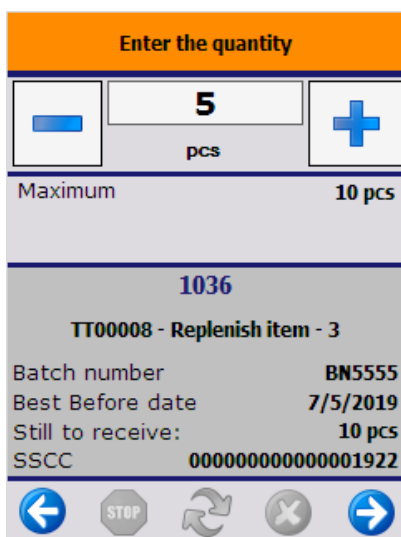 Enter the quantity
5
pcs
Maximum 10 pcs
1036
TT00008 - Replenish item - 3
Batch number BN5555
Best Before date 7/5/2019
Still to receive: 10 pcs
SSCC 000000000000001922
STOP